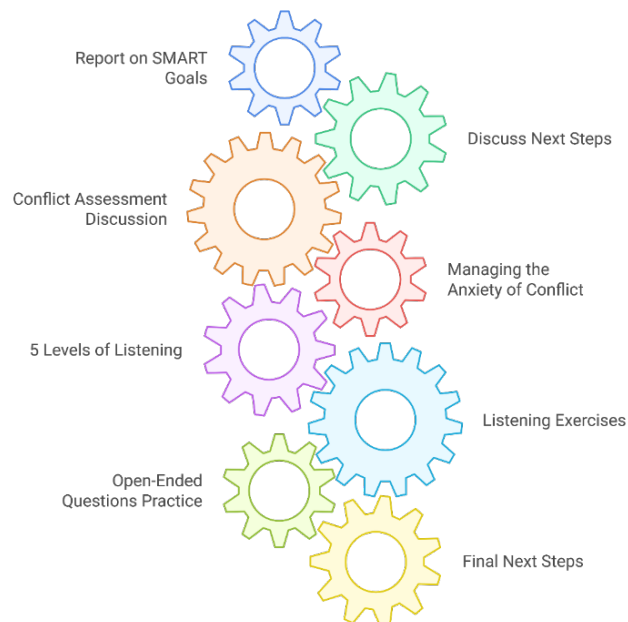 Report on SMART
Goals
Discuss Next Steps
Conflict Assessment
Discussion
Managing the
Anxiety of Conflict
5 Levels of Listening
Listening Exercises
Open-Ended
Questions Practice
Final Next Steps